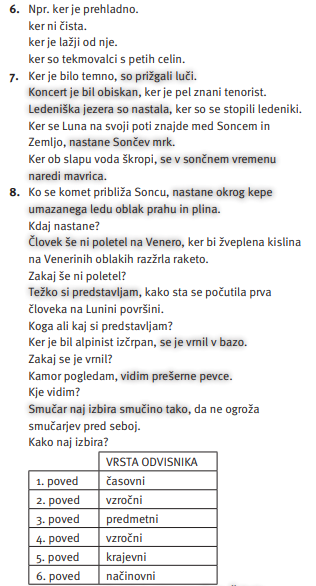 6. Npr. ker je prehladno.
ker ni čista.
ker je lažji od nje.
ker so tekmovalci s petih celin.
7. Ker je bilo temno, so prižgali luči.
Koncert je bil obiskan, ker je pel znani tenorist.
Ledeniška jezera so nastala, ker so se stopili ledeniki.
Ker se Luna na svoji poti znajde med Soncem in
Zemljo, nastane Sončev mrk.
Ker ob slapu voda škropi, se v sončnem vremenu
naredi mavrica.
8. Ko se komet približa Soncu, nastane okrog kepe
umazanega ledu oblak prahu in plina.
Kdaj nastane?
Človek še ni poletel na Venero, ker bi žveplena kislina
na Venerinih oblakih razžrla raketo.
Zakaj še ni poletel?
Težko si predstavljam, kako sta se počutila prva
človeka na Lunini površini.
Koga ali kaj si predstavljam?
Ker je bil alpinist izčrpan, se je vrnil v bazo.
Zakaj se je vrnil?
Kamor pogledam, vidim prešerne pevce.
Kje vidim?
Smučar naj izbira smučino tako, da ne ogroža
smučarjev pred seboj.
Kako naj izbira?
VRSTA ODVISNIKA
1. poved časovni
2. poved vzročni
3. poved predmetni
4. poved vzročni
5. poved krajevni
6. poved načinovni